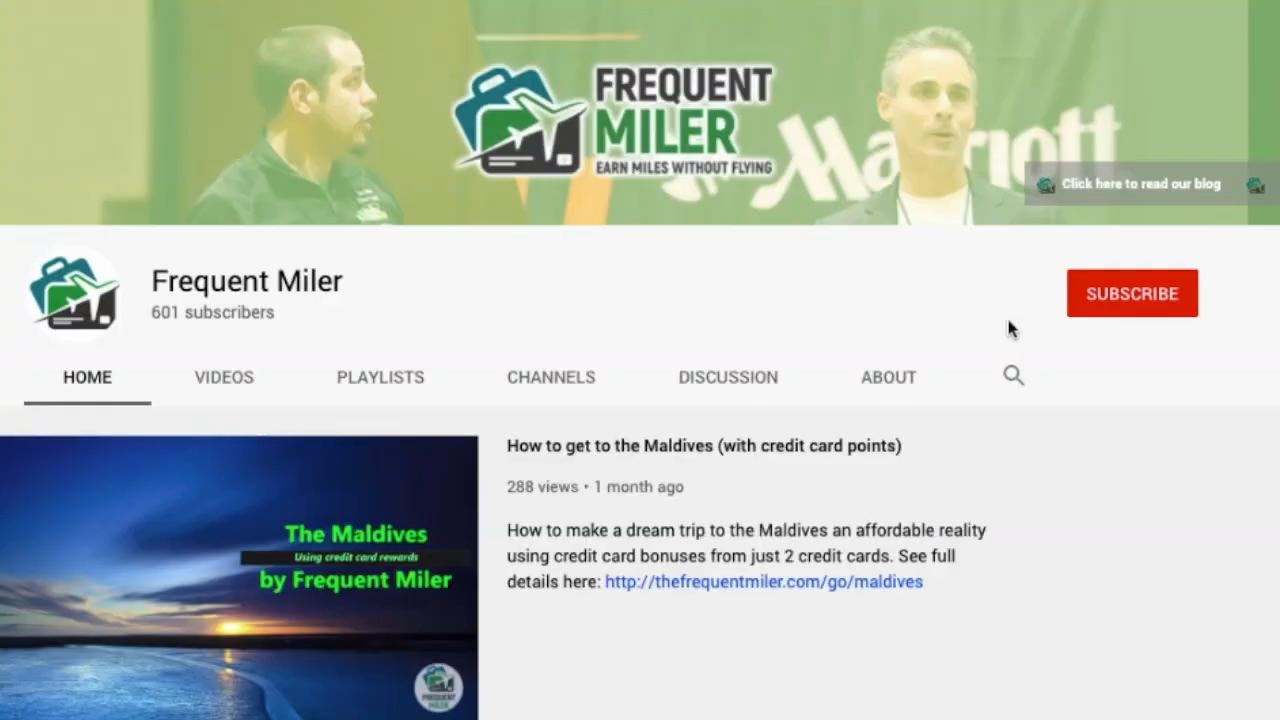 FREQUENT
MILER
EARN MILES WITHOUT FLYING
Marriott
Click here to read our blog
Frequent Miler
601 subscribers
SUBSCRIBE
HOME VIDEOS PLAYLISTS CHANNELS DISCUSSION ABOUT
How to get to the Maldives (with credit card points)
288 views • 1 month ago
How to make a dream trip to the Maldives an affordable reality
using credit card bonuses from just 2 credit cards. See full
details here: http://thefrequentmiler.com/go/maldives
The Maldives
Using credit card rewards
by Frequent Miler
FREQUENT
MILER